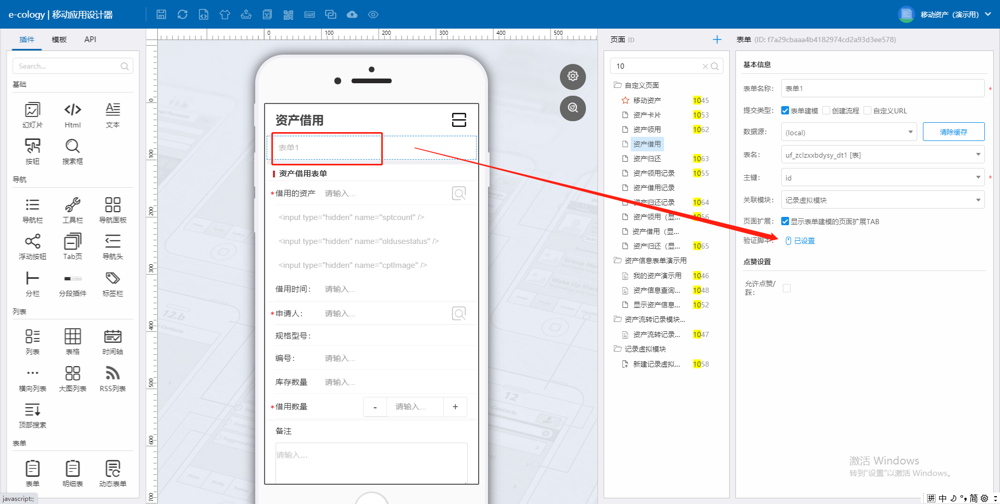 e-cology | 移动应用设计器
移动资产（演示用）
插件 模板 API
Search...
基础
幻灯片 Html 文本
按钮 搜素框
导航
导航栏 工具栏 导航面板
浮动按钮 Tab页 导航头
分栏 分段插件 标签栏
列表
列表 表格 时间轴
横向列表 大图列表 RSS列表
顶部搜素
表单
表单 明细表 动态表单
javascript:;
0 100 200 300 400 500
0
100
200
300
400
500
600
700
资产借用
表单1
资产借用表单
*借用的资产 请输入...
<input type="hidden" name="sptcount" />
<input type="hidden" name="oldusestatus" />
<input type="hidden" name="cptImage" />
借用时间： 请输入...
*申请人： 请输入...
规格型号：
编号： 请输入...
库存数量 请输入...
*借用数量 - 请输入... +
备注
请输入...
页面 ID
10
自定义页面
移动资产 1045
资产卡片 1053
资产领用 1062
资产借用
资产归还 1063
资产领用记录 1055
资产借用记录
资产归还记录 1064
资产领用（显... 1056
资产借用（显...
资产归还（显... 1065
资产信息表单演示用
我的资产演示用 1046
资产信息查询... 1048
显示资产信息... 1052
资产流转记录模块...
资产流转记录... 1047
记录虚拟模块
新建记录虚拟... 1058
表单 (ID: f7a29cbaaa4b4182974cd2a93d3ee578)
基本信息
表单名称： 表单1 *
提交类型： 表单建模 创建流程 自定义URL
数据源： (local) 清除缓存
表名： uf_zclzxxbdysy_dt1 [表]
主键： id *
关联模块： 记录虚拟模块
页面扩展： 显示表单建模的页面扩展TAB
验证脚本： 已设置
点赞设置
允许点赞/
踩：
激活 Windows
转到“设置”以激活 Windows。
拼 中 简